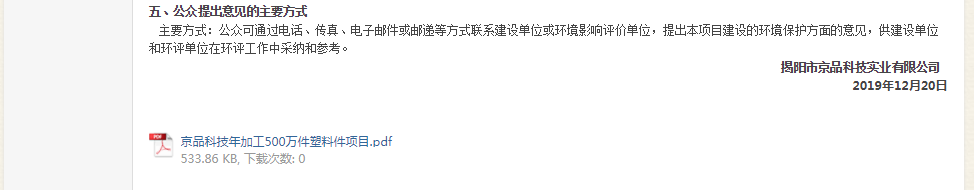 五、公众提出意见的主要方式
主要方式：公众可通过电话、传真、电子邮件或邮递等方式联系建设单位或环境影响评价单位，提出本项目建设的环境保护方面的意见，供建设单位
和环评单位在环评工作中采纳和参考。
揭阳市京品科技实业有限公司
2019年12月20日
PDF
京品科技年加工500万件塑料件项目.pdf
533.86 KB, 下载次数: 0